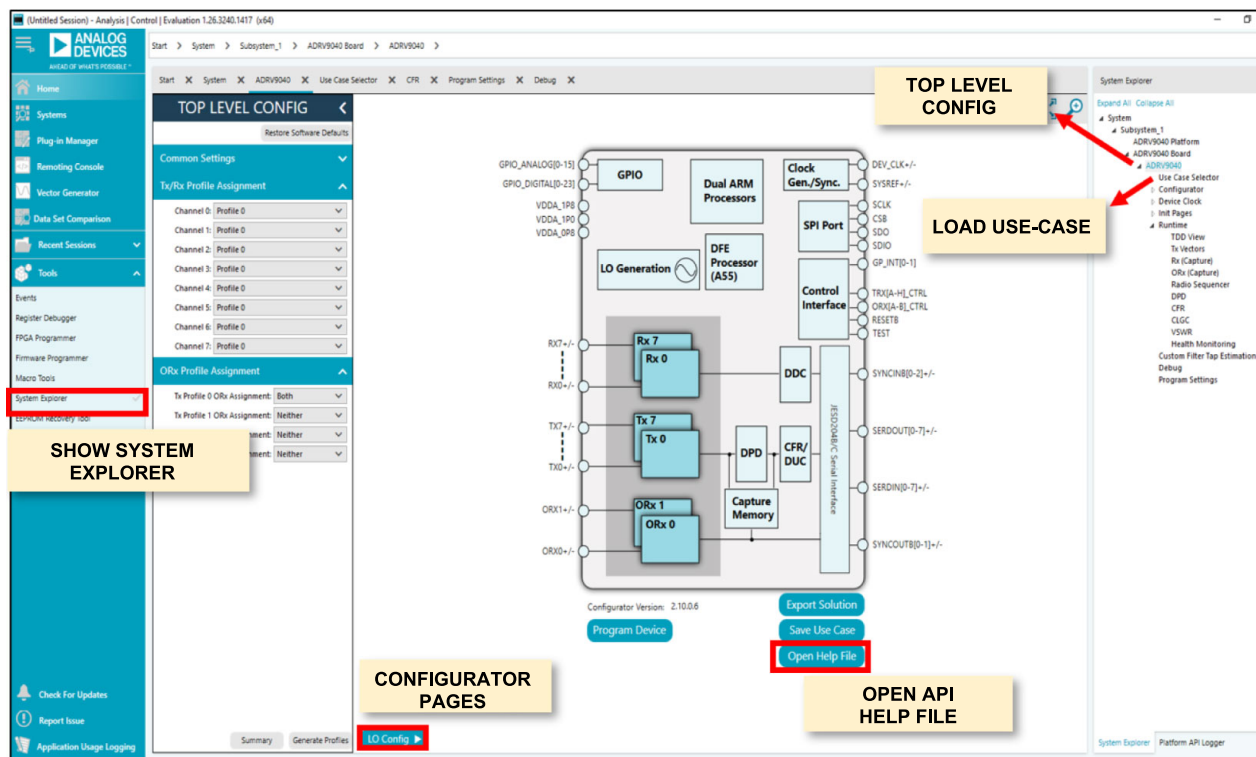 (Untitled Session) - Analysis | Control | Evaluation 1.26.3240.1417 (x64)
ANALOG
DEVICES
AHEAD OF WHAT'S POSSIBLE™
Start > System > Subsystem_1 > ADRV9040 Board > ADRV9040 >
Home
Systems
Plug-in Manager
Remoting Console
Vector Generator
Data Set Comparison
Recent Sessions
Tools
Events
Register Debugger
FPGA Programmer
Firmware Programmer
Macro Tools
System Explorer
EEPROM Recovery Tool
SHOW SYSTEM
EXPLORER
Check For Updates
Report Issue
Application Usage Logging
Start X System X ADRV9040 X Use Case Selector X CFR X Program Settings X Debug X
TOP LEVEL CONFIG
Restore Software Defaults
Common Settings
Tx/Rx Profile Assignment
Channel 0: Profile 0
Channel 1: Profile 0
Channel 2: Profile 0
Channel 3: Profile 0
Channel 4: Profile 0
Channel 5: Profile 0
Channel 6: Profile 0
Channel 7: Profile 0
ORx Profile Assignment
Tx Profile 0 ORx Assignment: Both
Tx Profile 1 ORx Assignment: Neither
Neither
Neither
Summary
Generate Profiles
GPIO_ANALOG[0-15]
GPIO_DIGITAL[0-23]
VDDA_1P8
VDDA_1P0
VDDA_0P8
RX7+/-
RX0+/-
TX7+/-
TX0+/-
ORX1+/-
ORX0+/-
GPIO
Dual ARM
Processors
Clock
Gen./Sync.
SPI Port
LO Generation
DFE
Processor
(A55)
Control
Interface
Rx 7
Rx 0
DDC
Tx 7
Tx 0
DPD
CFR/
DUC
Capture
Memory
ORx 1
ORx 0
JESD204B/C Serial Interface
DEV_CLK+/-
SYSREF+/-
SCLK
CSB
SDO
SDIO
GP_INT[0-1]
TRX[A-H]_CTRL
ORX[A-B]_CTRL
RESETB
TEST
SYNCINB[0-2]+/-
SERDOUT[0-7]+/-
SERDIN[0-7]+/-
SYNCOUTB[0-1]+/-
Configurator Version: 2.10.0.6
Program Device
Export Solution
Save Use Case
Open Help File
CONFIGURATOR
PAGES
LO Config
OPEN API
HELP FILE
TOP LEVEL
CONFIG
LOAD USE-CASE
System Explorer
Expand All Collapse All
System
Subsystem_1
ADRV9040 Platform
ADRV9040 Board
ADRV9040
Use Case Selector
Configurator
Device Clock
Init Pages
Runtime
TDD View
Tx Vectors
Rx (Capture)
ORx (Capture)
Radio Sequencer
DPD
CFR
CLGC
VSWR
Health Monitoring
Custom Filter Tap Estimation
Debug
Program Settings
System Explorer
Platform API Logger